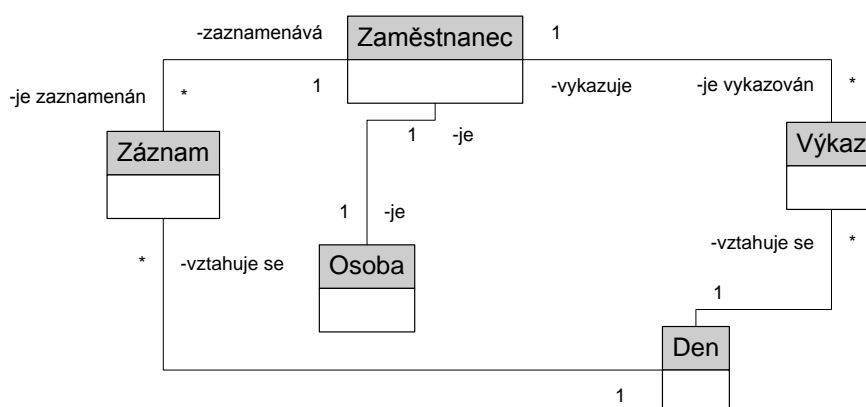 -zaznamenává
Zaměstnanec
1
-je zaznamenán
*
1
-vykazuje
-je vykazován
*
1
-je
Záznam
Výkaz
1
-je
*
-vztahuje se
Osoba
-vztahuje se
*
1
Den
1